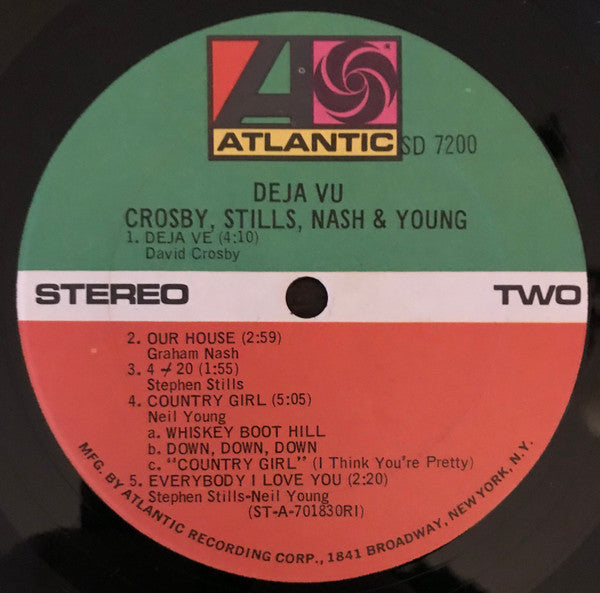 ATLANTIC
SD 7200
DEJA VU
CROSBY, STILLS, NASH & YOUNG
1. DEJA VE (4:10)
David Crosby
STEREO
TWO
2. OUR HOUSE (2:59)
Graham Nash
3. 4 + 20 (1:55)
Stephen Stills
4. COUNTRY GIRL (5:05)
Neil Young
a. WHISKEY BOOT HILL
b. DOWN, DOWN, DOWN
c. "COUNTRY GIRL" (I Think You're Pretty)
5. EVERYBODY I LOVE YOU (2:20)
Stephen Stills-Neil Young
(ST-A-701830RI)
MFG. BY ATLANTIC RECORDING CORP., 1841 BROADWAY, NEW YORK, N.Y.